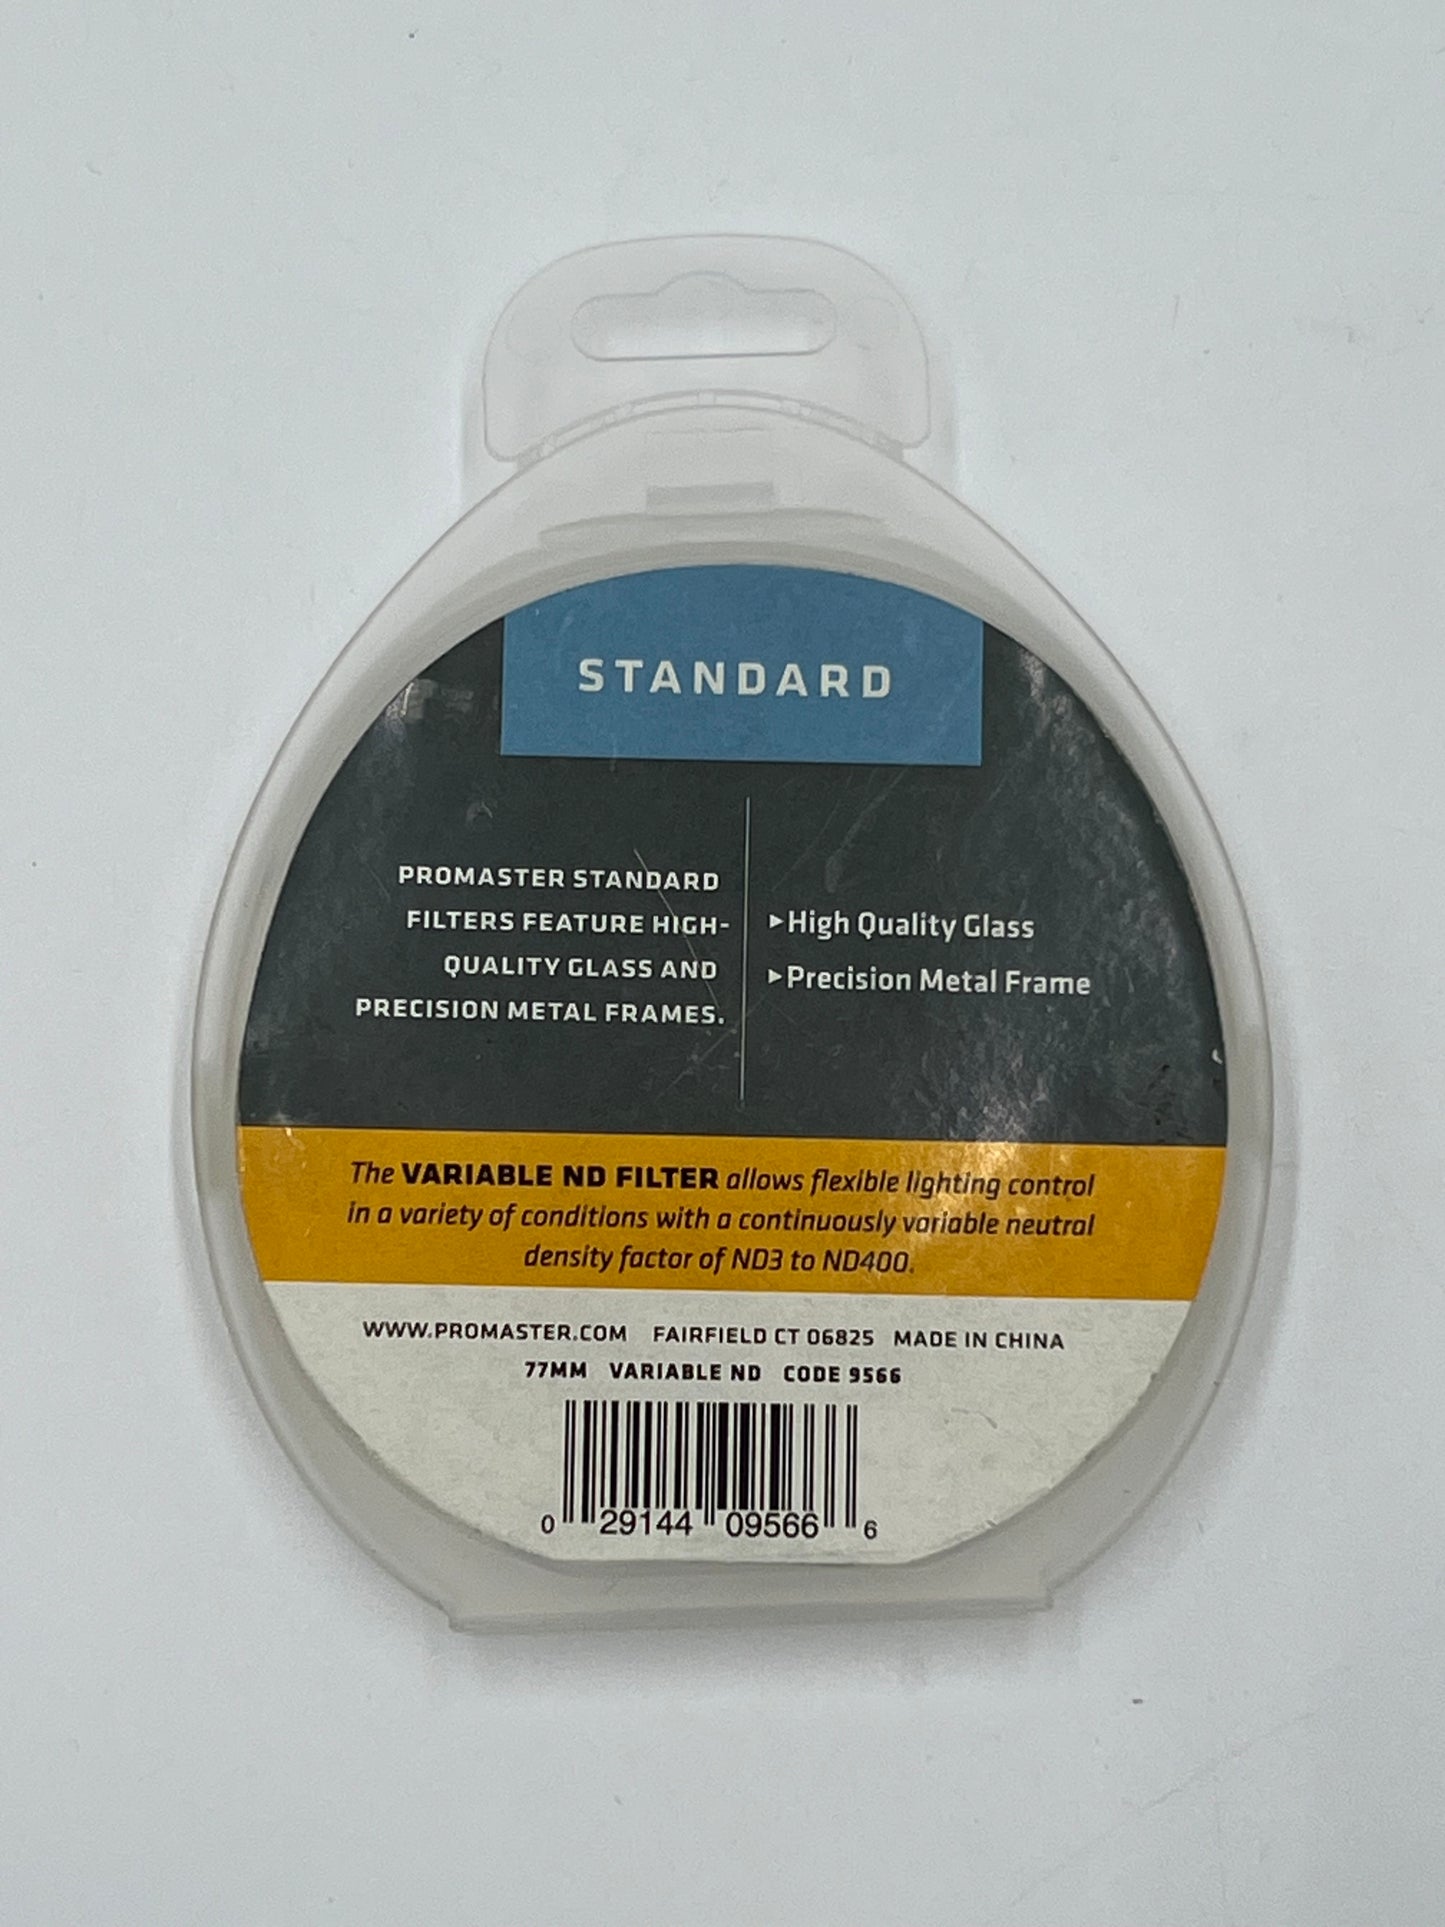 STANDARD
PROMASTER STANDARD
FILTERS FEATURE HIGH-
QUALITY GLASS AND
PRECISION METAL FRAMES.
▸High Quality Glass
▸Precision Metal Frame
The VARIABLE ND FILTER allows flexible lighting control
in a variety of conditions with a continuously variable neutral
density factor of ND3 to ND400.
WWW.PROMASTER.COM FAIRFIELD CT 06825 MADE IN CHINA
77MM VARIABLE ND CODE 9566
0 29144 09566 6